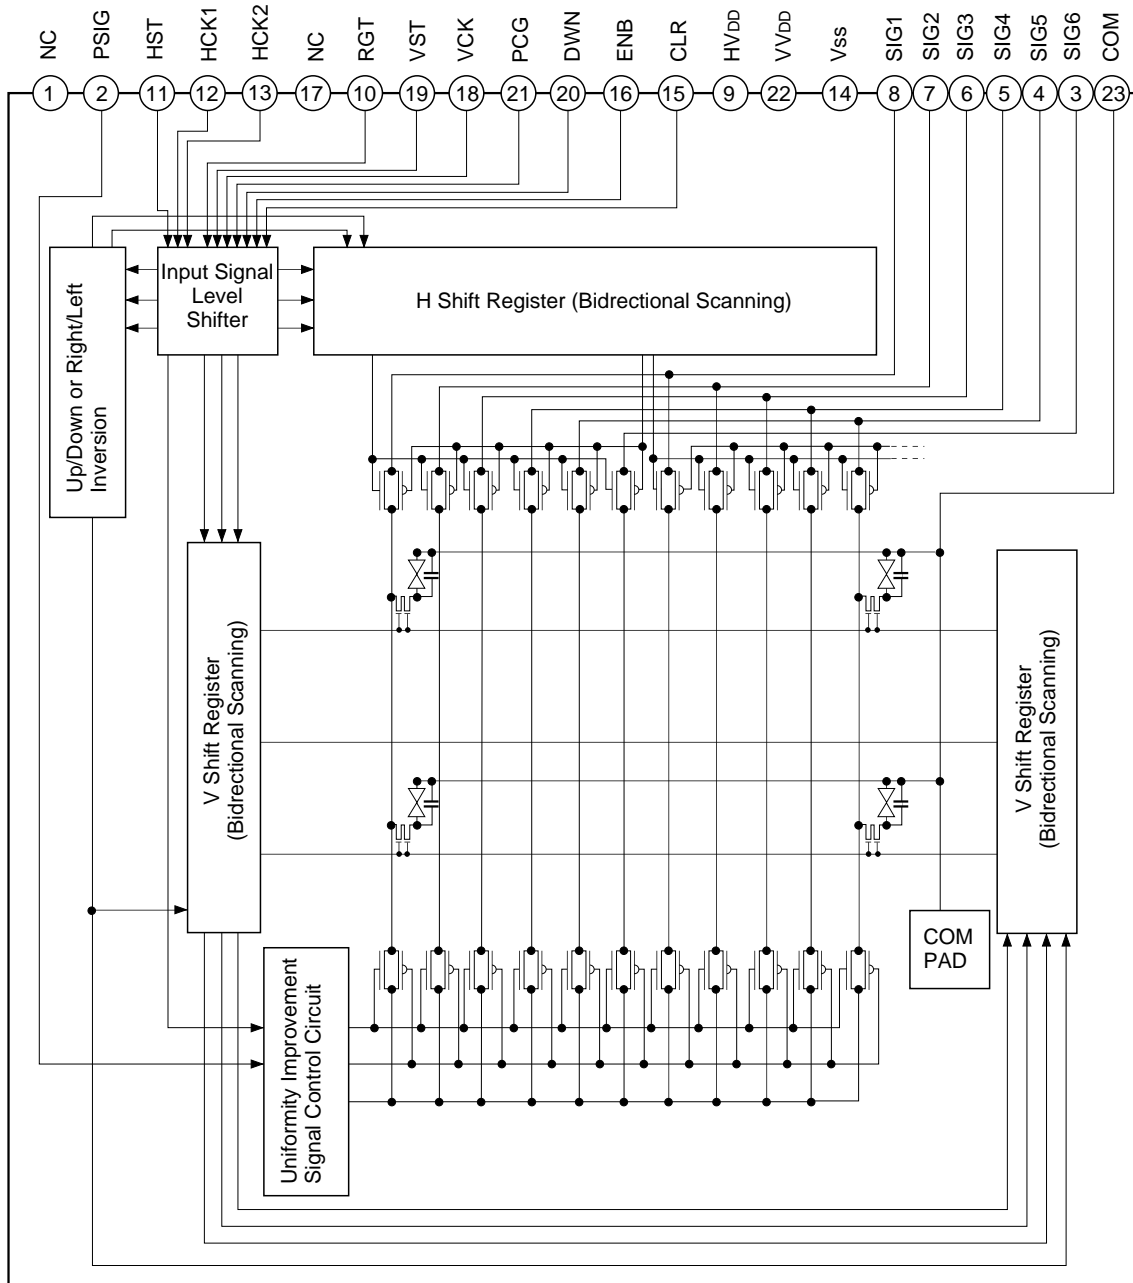 NC
PSIG
HST
HCK1
HCK2
NC
RGT
VST
VCK
PCG
DWN
ENB
CLR
HVDD
VVDD
Vss
SIG1
SIG2
SIG3
SIG4
SIG5
SIG6
COM
1
2
11
12
13
17
10
19
18
21
20
16
15
9
22
14
8
7
6
5
4
3
23
Up/Down or Right/Left
Inversion
Input Signal
Level
Shifter
H Shift Register (Bidrectional Scanning)
V Shift Register
(Bidrectional Scanning)
V Shift Register
(Bidrectional Scanning)
COM
PAD
Uniformity Improvement
Signal Control Circuit